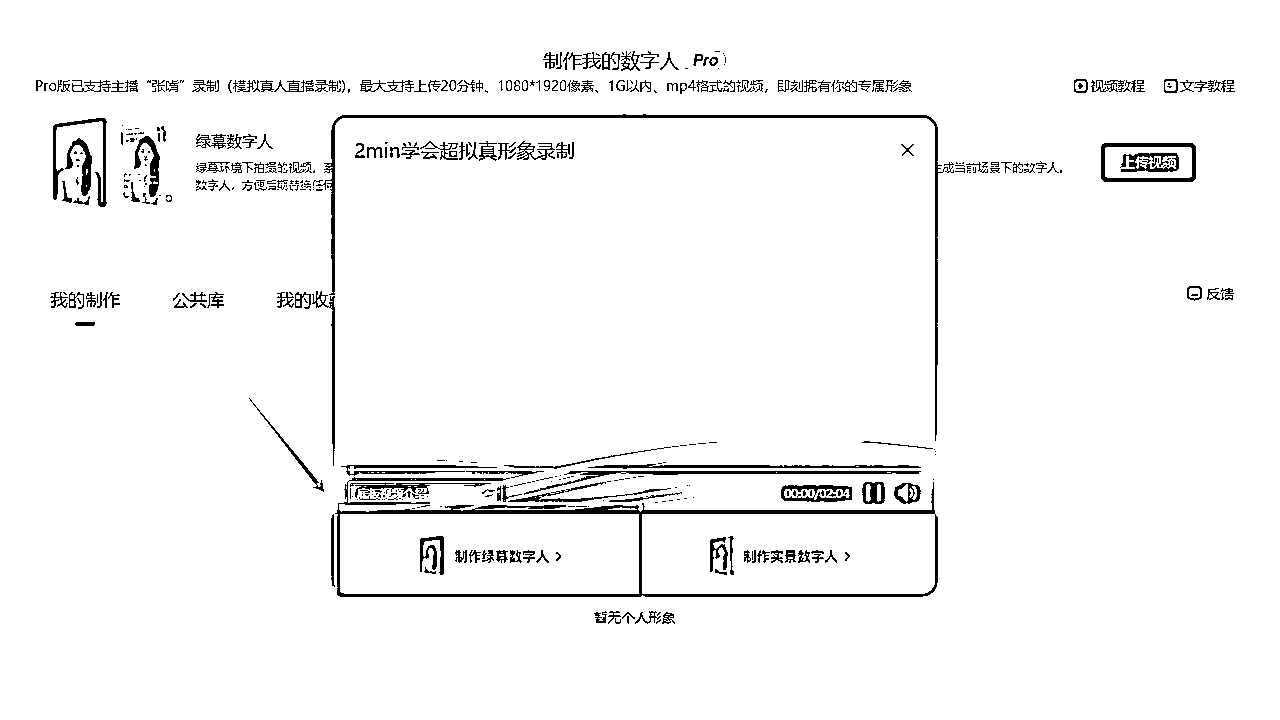 制作我的数字人 Pro
Pro版已支持主播“张嘴”录制（模拟真人直播录制），最大支持上传20分钟、1080*1920像素、1G以内、mp4格式的视频，即刻拥有你的专属形象
视频教程
文字教程
绿幕数字人
绿幕环境下拍摄的视频，系
数字人，方便后期替换任何
生成当前场景下的数字人。
上传视频
2min学会超拟真形象录制
我的制作
公共库
我的收藏
反馈
00:00/02:04
制作绿幕数字人 >
制作实景数字人 >
暂无个人形象